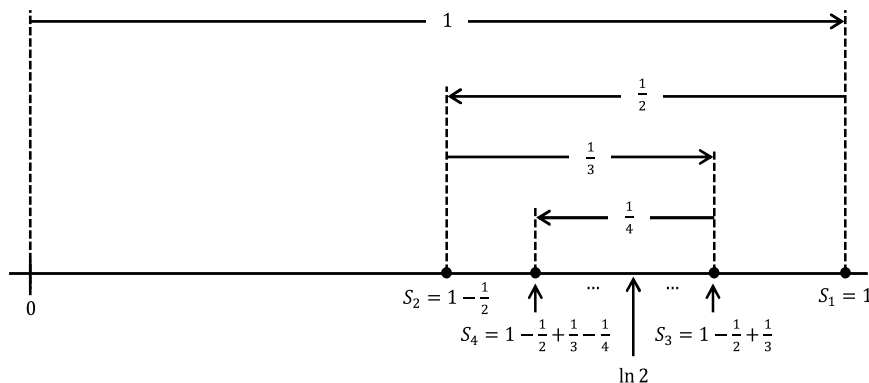 1
1/2
1/3
1/4
... ...
0
S₂ = 1 − 1/2
S₁ = 1
S₄ = 1 − 1/2 + 1/3 − 1/4
S₃ = 1 − 1/2 + 1/3
ln 2